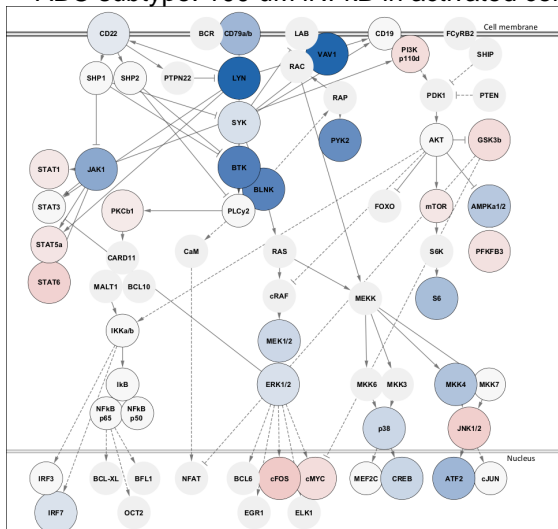 Cell membrane
CD22
BCR
CD79a/b
LAB
CD19
FCyRB2
VAV1
PI3K
p110d
SHIP
RAC
SHP1
SHP2
PTPN22
LYN
RAP
PDK1
PTEN
SYK
PYK2
AKT
GSK3b
STAT1
JAK1
BTK
BLNK
STAT3
PKCb1
PLCy2
FOXO
mTOR
AMPKa1/2
STAT5a
CARD11
CaM
RAS
S6K
PFKFB3
STAT6
MALT1
BCL10
cRAF
MEKK
S6
IKKa/b
MEK1/2
IkB
ERK1/2
MKK6
MKK3
MKK4
MKK7
NFkB
p65
NFkB
p50
p38
JNK1/2
Nucleus
IRF3
BCL-XL
BFL1
NFAT
BCL6
cFOS
cMYC
MEF2C
CREB
ATF2
cJUN
IRF7
OCT2
EGR1
ELK1